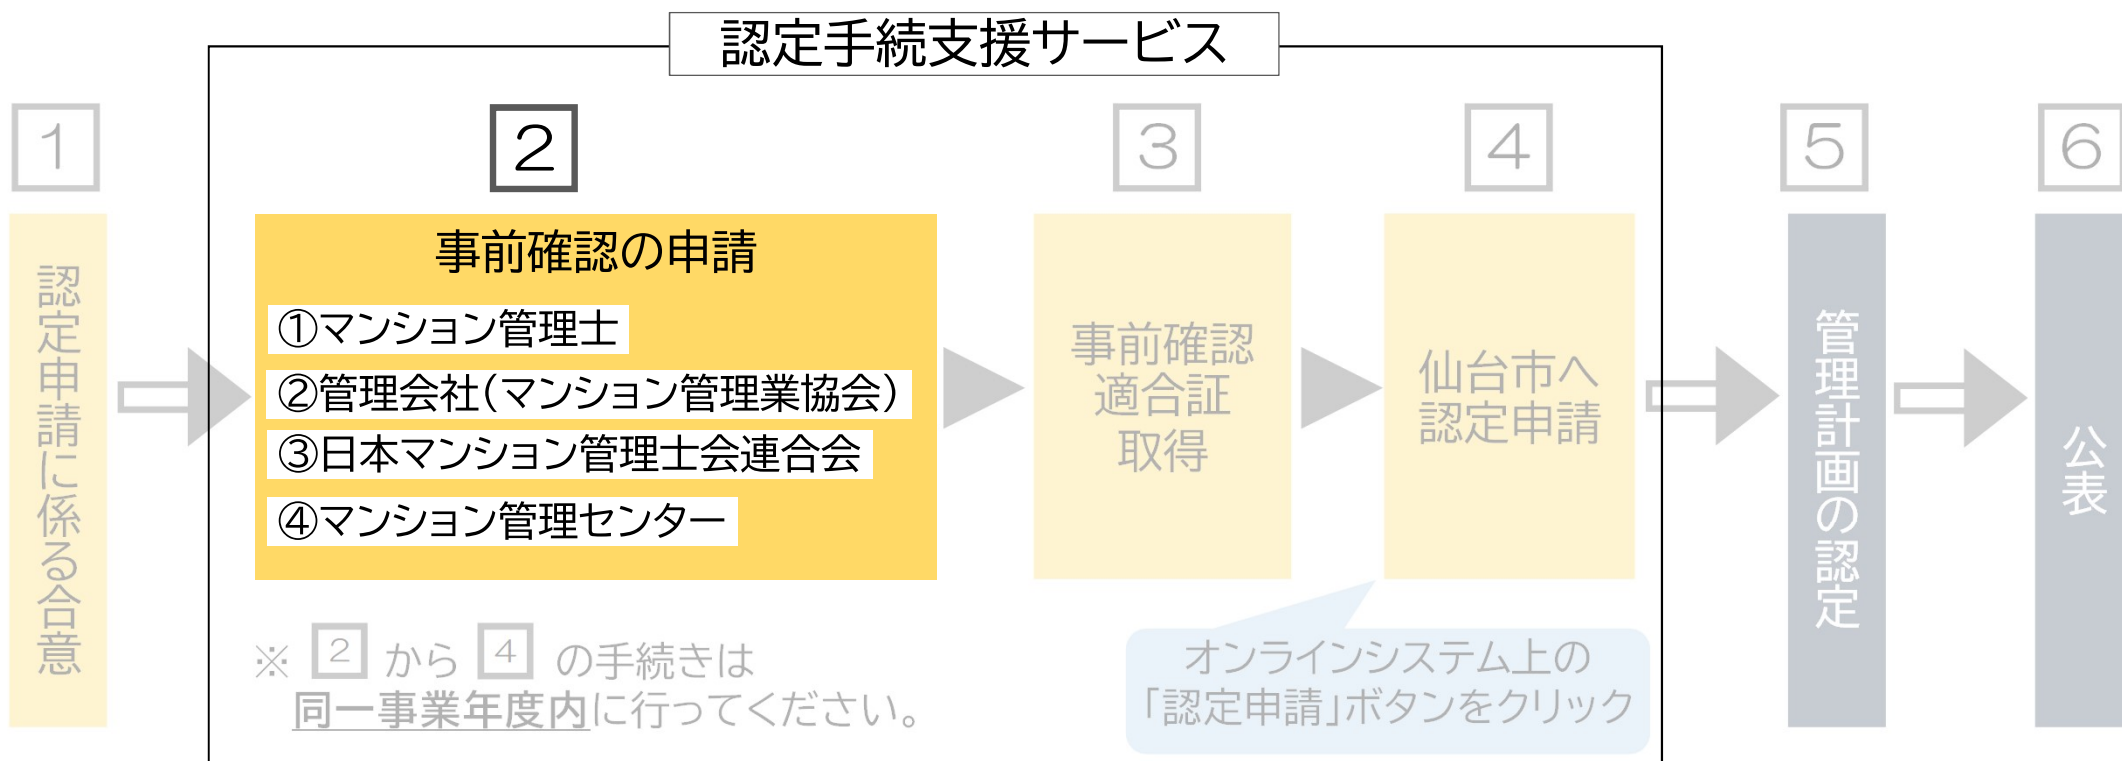 認定手続支援サービス
1
認定申請に係る合意
2
事前確認の申請
①マンション管理士
②管理会社(マンション管理業協会)
③日本マンション管理士会連合会
④マンション管理センター
3
事前確認
適合証
取得
4
仙台市へ
認定申請
5
管理計画の認定
6
公表
※ 2 から 4 の手続きは
同一事業年度内に行ってください。
オンラインシステム上の
「認定申請」ボタンをクリック